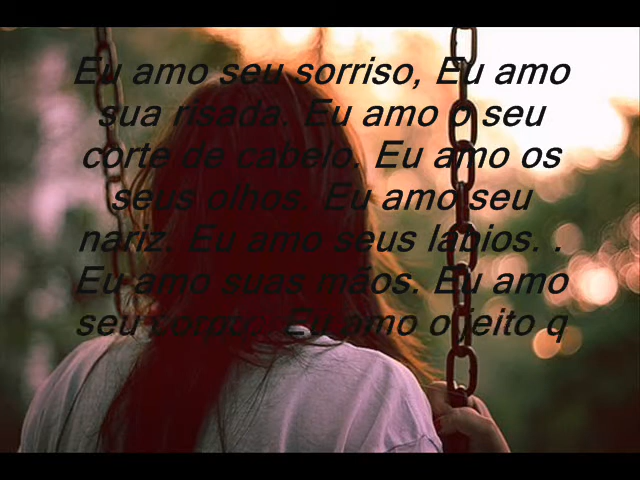 Eu amo seu sorriso, Eu amo
sua risada. Eu amo o seu
corte de cabelo. Eu amo os
seus olhos. Eu amo seu
nariz. Eu amo seus lábios. .
Eu amo suas mãos. Eu amo
seu corpo. Eu amo o jeito q